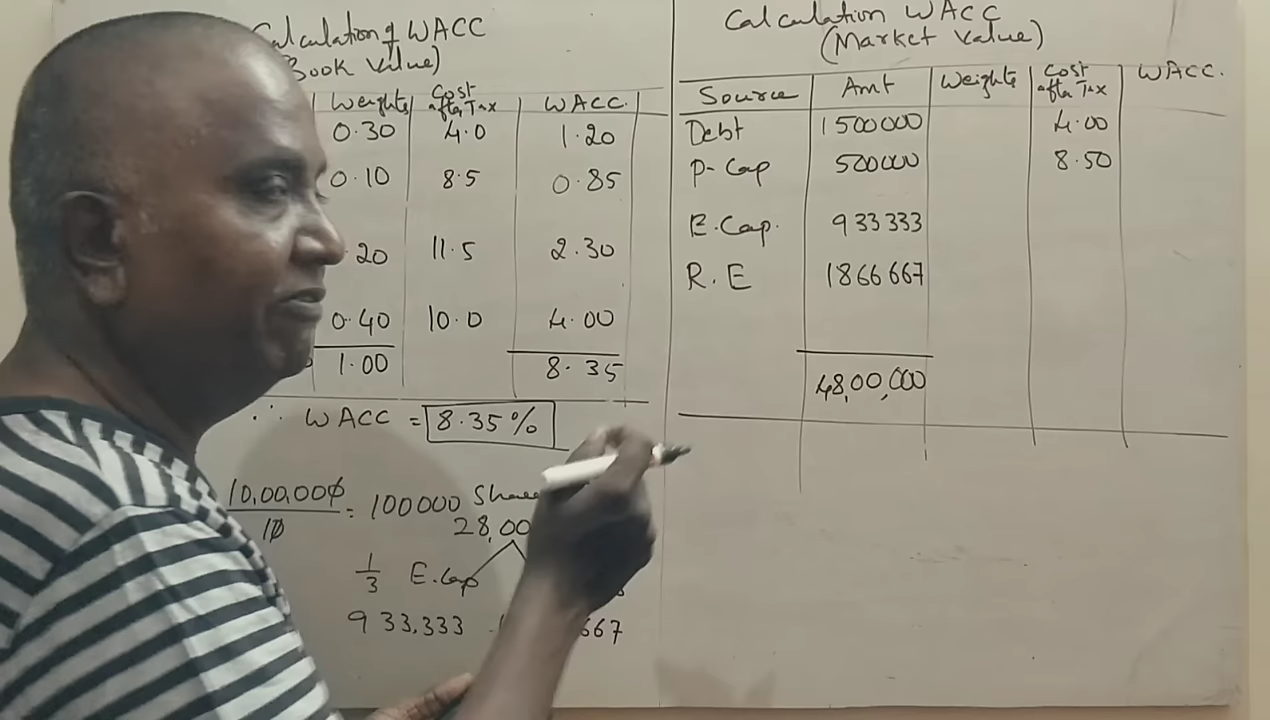 Calculation of WACC
(Book Value)
Weights Cost after Tax WACC.
0.30 4.0 1.20
0.10 8.5 0.85
.20 11.5 2.30
0.40 10.0 4.00
1.00 8.35
∴ WACC = 8.35%
10,00,000/10 = 100000 Shares
28,00
1/3 E.Cap
933,333 667
Calculation WACC
(Market Value)
Source Amt Weights Cost after Tax WACC.
Debt 1500000 4.00
P-Cap 500000 8.50
E.Cap. 933333
R.E 1866667
48,00,000